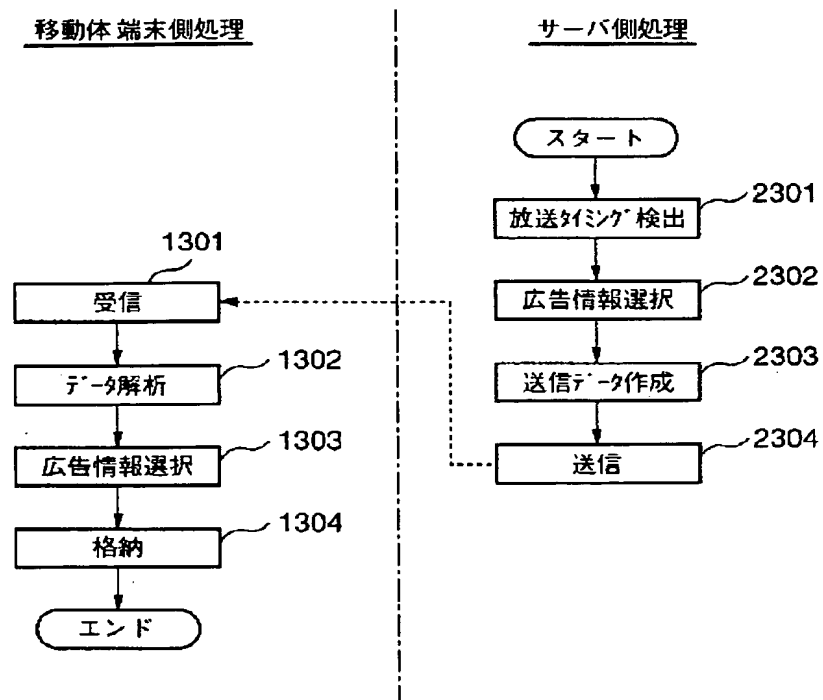 移動体端末側処理
1301
受信
1302
データ解析
1303
広告情報選択
1304
格納
エンド
サーバ側処理
スタート
2301
放送ﾀｲﾐﾝｸﾞ検出
2302
広告情報選択
2303
送信ﾃﾞｰﾀ作成
2304
送信